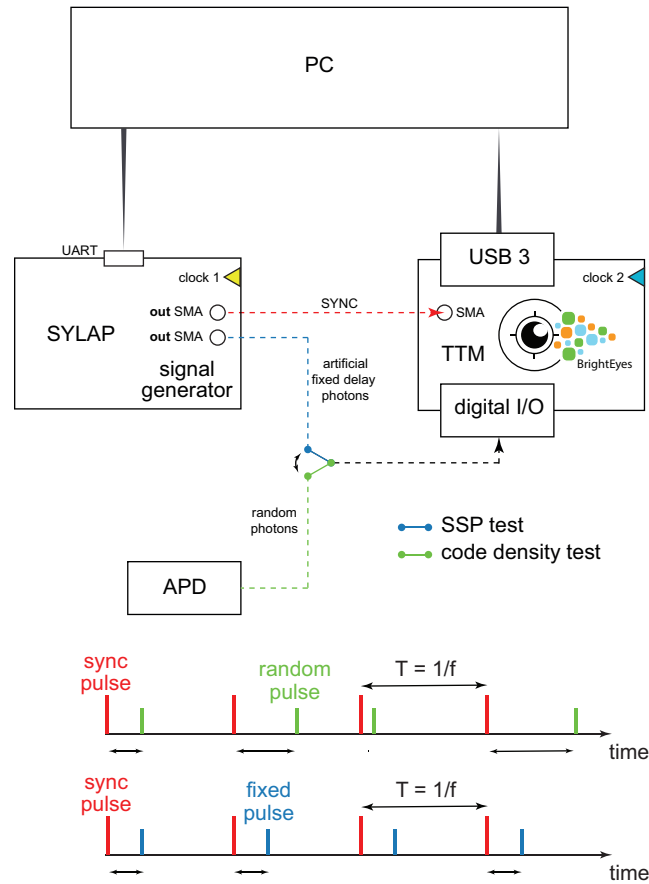 PC
UART
USB 3
clock 1
clock 2
out SMA
SYNC
SMA
SYLAP
out SMA
TTM
signal
generator
BrightEyes
artificial
fixed delay
photons
digital I/O
random
photons
SSP test
code density test
APD
sync
pulse
random
pulse
T = 1/f
time
sync
pulse
fixed
pulse
T = 1/f
time